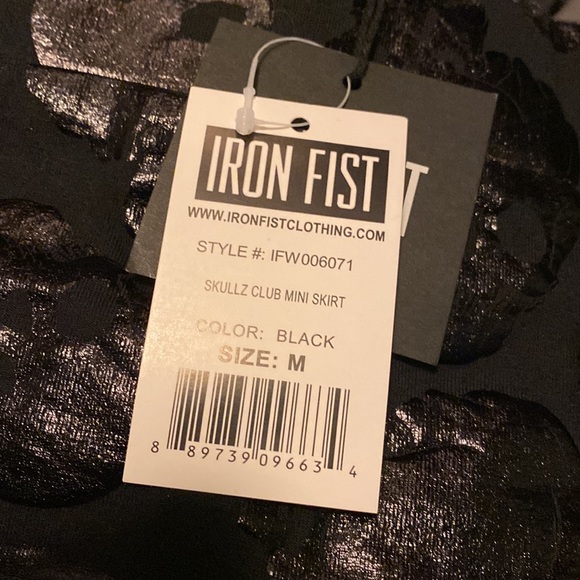 IRON FIST
WWW.IRONFISTCLOTHING.COM
STYLE #: IFW006071
SKULLZ CLUB MINI SKIRT
COLOR: BLACK
SIZE: M
8 89739 09663 4
T